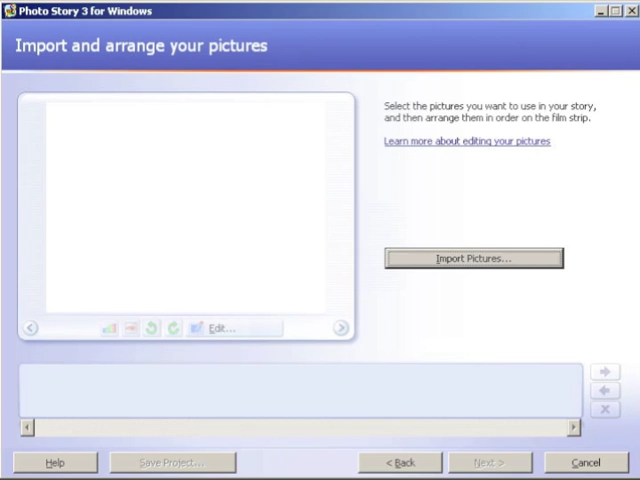 Photo Story 3 for Windows
Import and arrange your pictures
Select the pictures you want to use in your story,
and then arrange them in order on the film strip.
Learn more about editing your pictures
Import Pictures...
Edit...
Help
Save Project...
< Back
Next >
Cancel